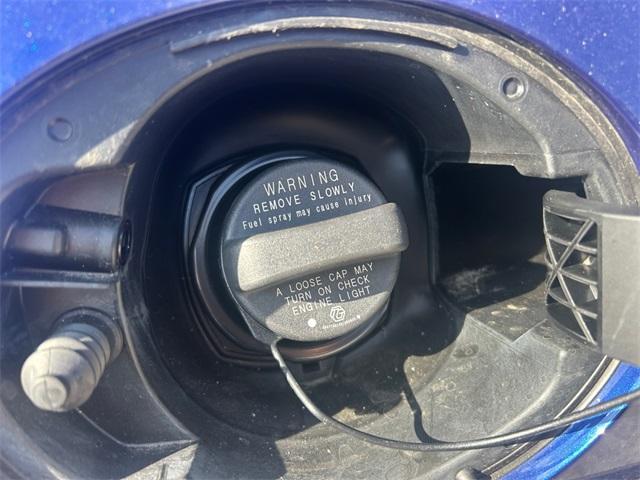 WARNING
REMOVE SLOWLY
Fuel spray may cause injury
A LOOSE CAP MAY
TURN ON CHECK
ENGINE LIGHT